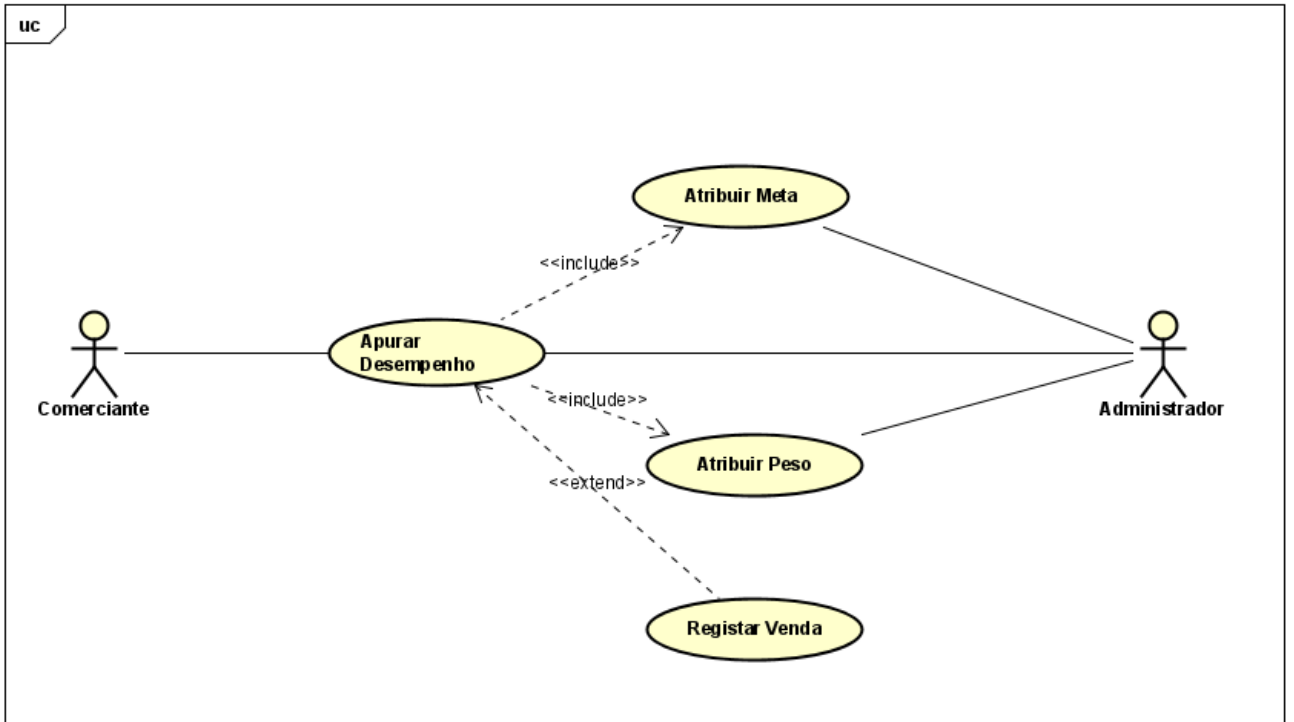 uc
Atribuir Meta
<<include>>
Apurar
Desempenho
Comerciante
Administrador
<<include>>
Atribuir Peso
<<extend>>
Registar Venda